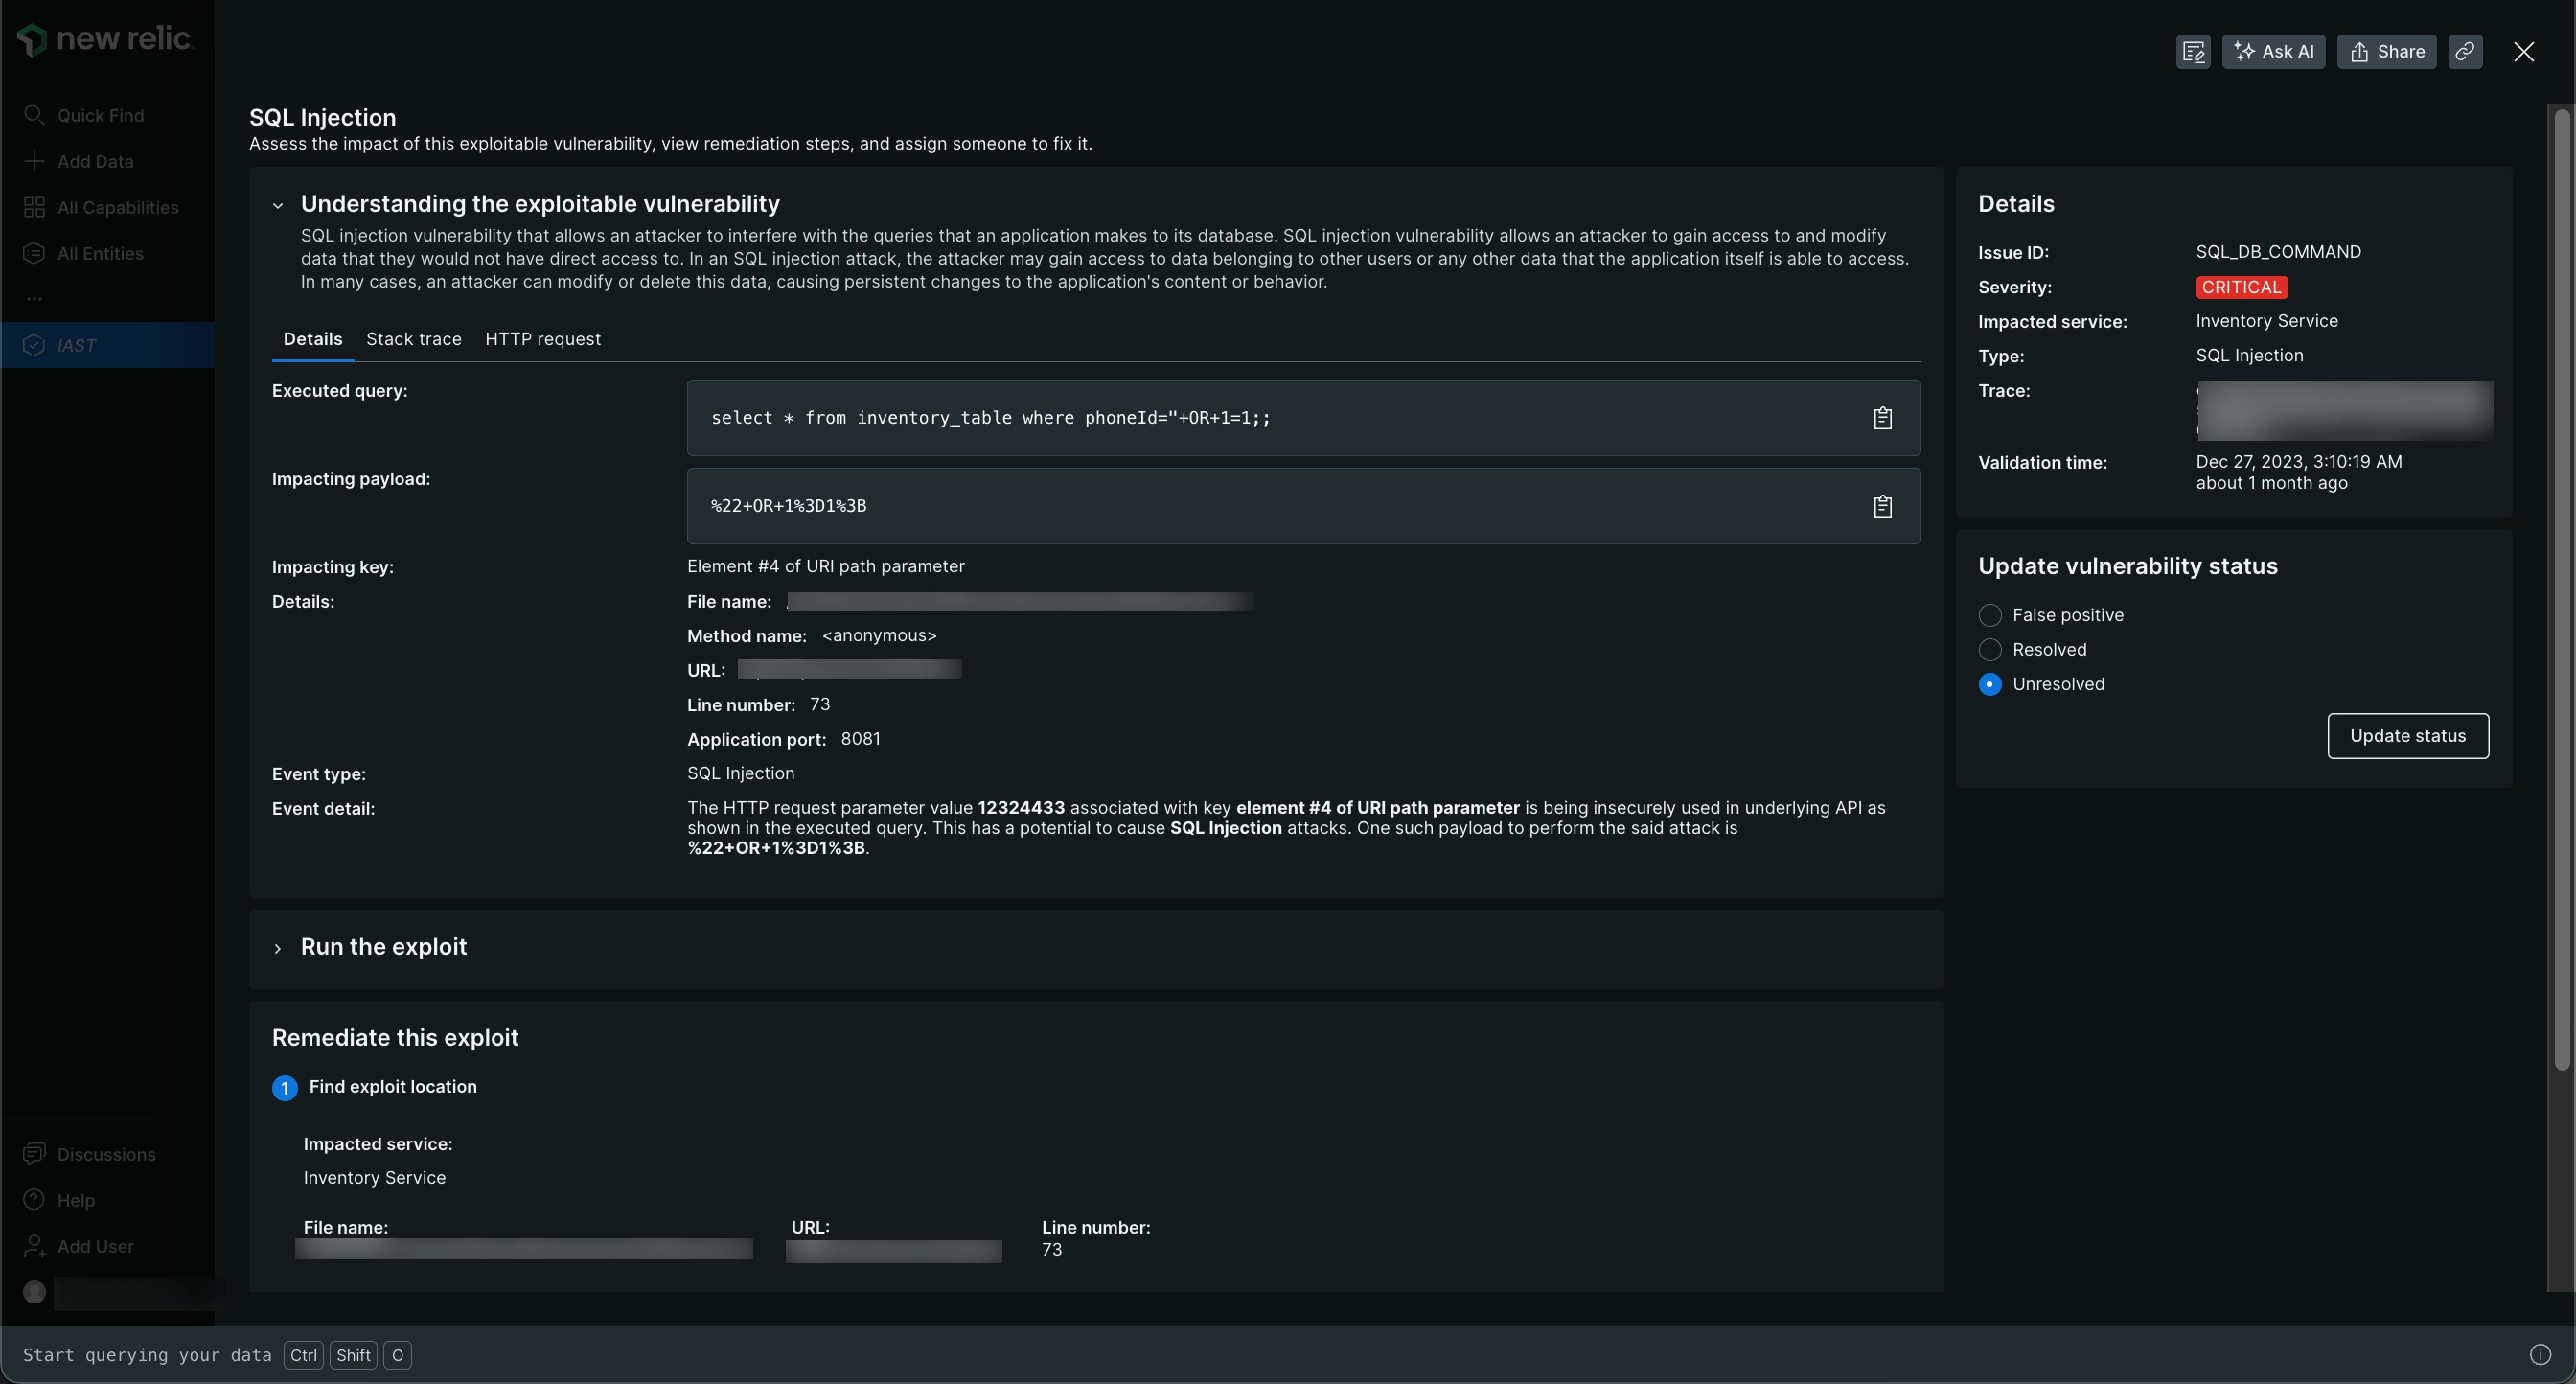 new relic.
Ask AI
Share
Quick Find
Add Data
All Capabilities
All Entities
...
IAST
SQL Injection
Assess the impact of this exploitable vulnerability, view remediation steps, and assign someone to fix it.
Understanding the exploitable vulnerability
SQL injection vulnerability that allows an attacker to interfere with the queries that an application makes to its database. SQL injection vulnerability allows an attacker to gain access to and modify
data that they would not have direct access to. In an SQL injection attack, the attacker may gain access to data belonging to other users or any other data that the application itself is able to access.
In many cases, an attacker can modify or delete this data, causing persistent changes to the application's content or behavior.
Details Stack trace HTTP request
Executed query:
select * from inventory_table where phoneId="+OR+1=1;;
Impacting payload:
%22+OR+1%3D1%3B
Impacting key: Element #4 of URI path parameter
Details: File name:
Method name: <anonymous>
URL:
Line number: 73
Application port: 8081
Event type: SQL Injection
Event detail: The HTTP request parameter value 12324433 associated with key element #4 of URI path parameter is being insecurely used in underlying API as
shown in the executed query. This has a potential to cause SQL Injection attacks. One such payload to perform the said attack is
%22+OR+1%3D1%3B.
Run the exploit
Remediate this exploit
1 Find exploit location
Impacted service:
Inventory Service
File name: URL: Line number:
73
Details
Issue ID: SQL_DB_COMMAND
Severity: CRITICAL
Impacted service: Inventory Service
Type: SQL Injection
Trace:
Validation time: Dec 27, 2023, 3:10:19 AM
about 1 month ago
Update vulnerability status
False positive
Resolved
Unresolved
Update status
Discussions
Help
Add User
Start querying your data Ctrl Shift O